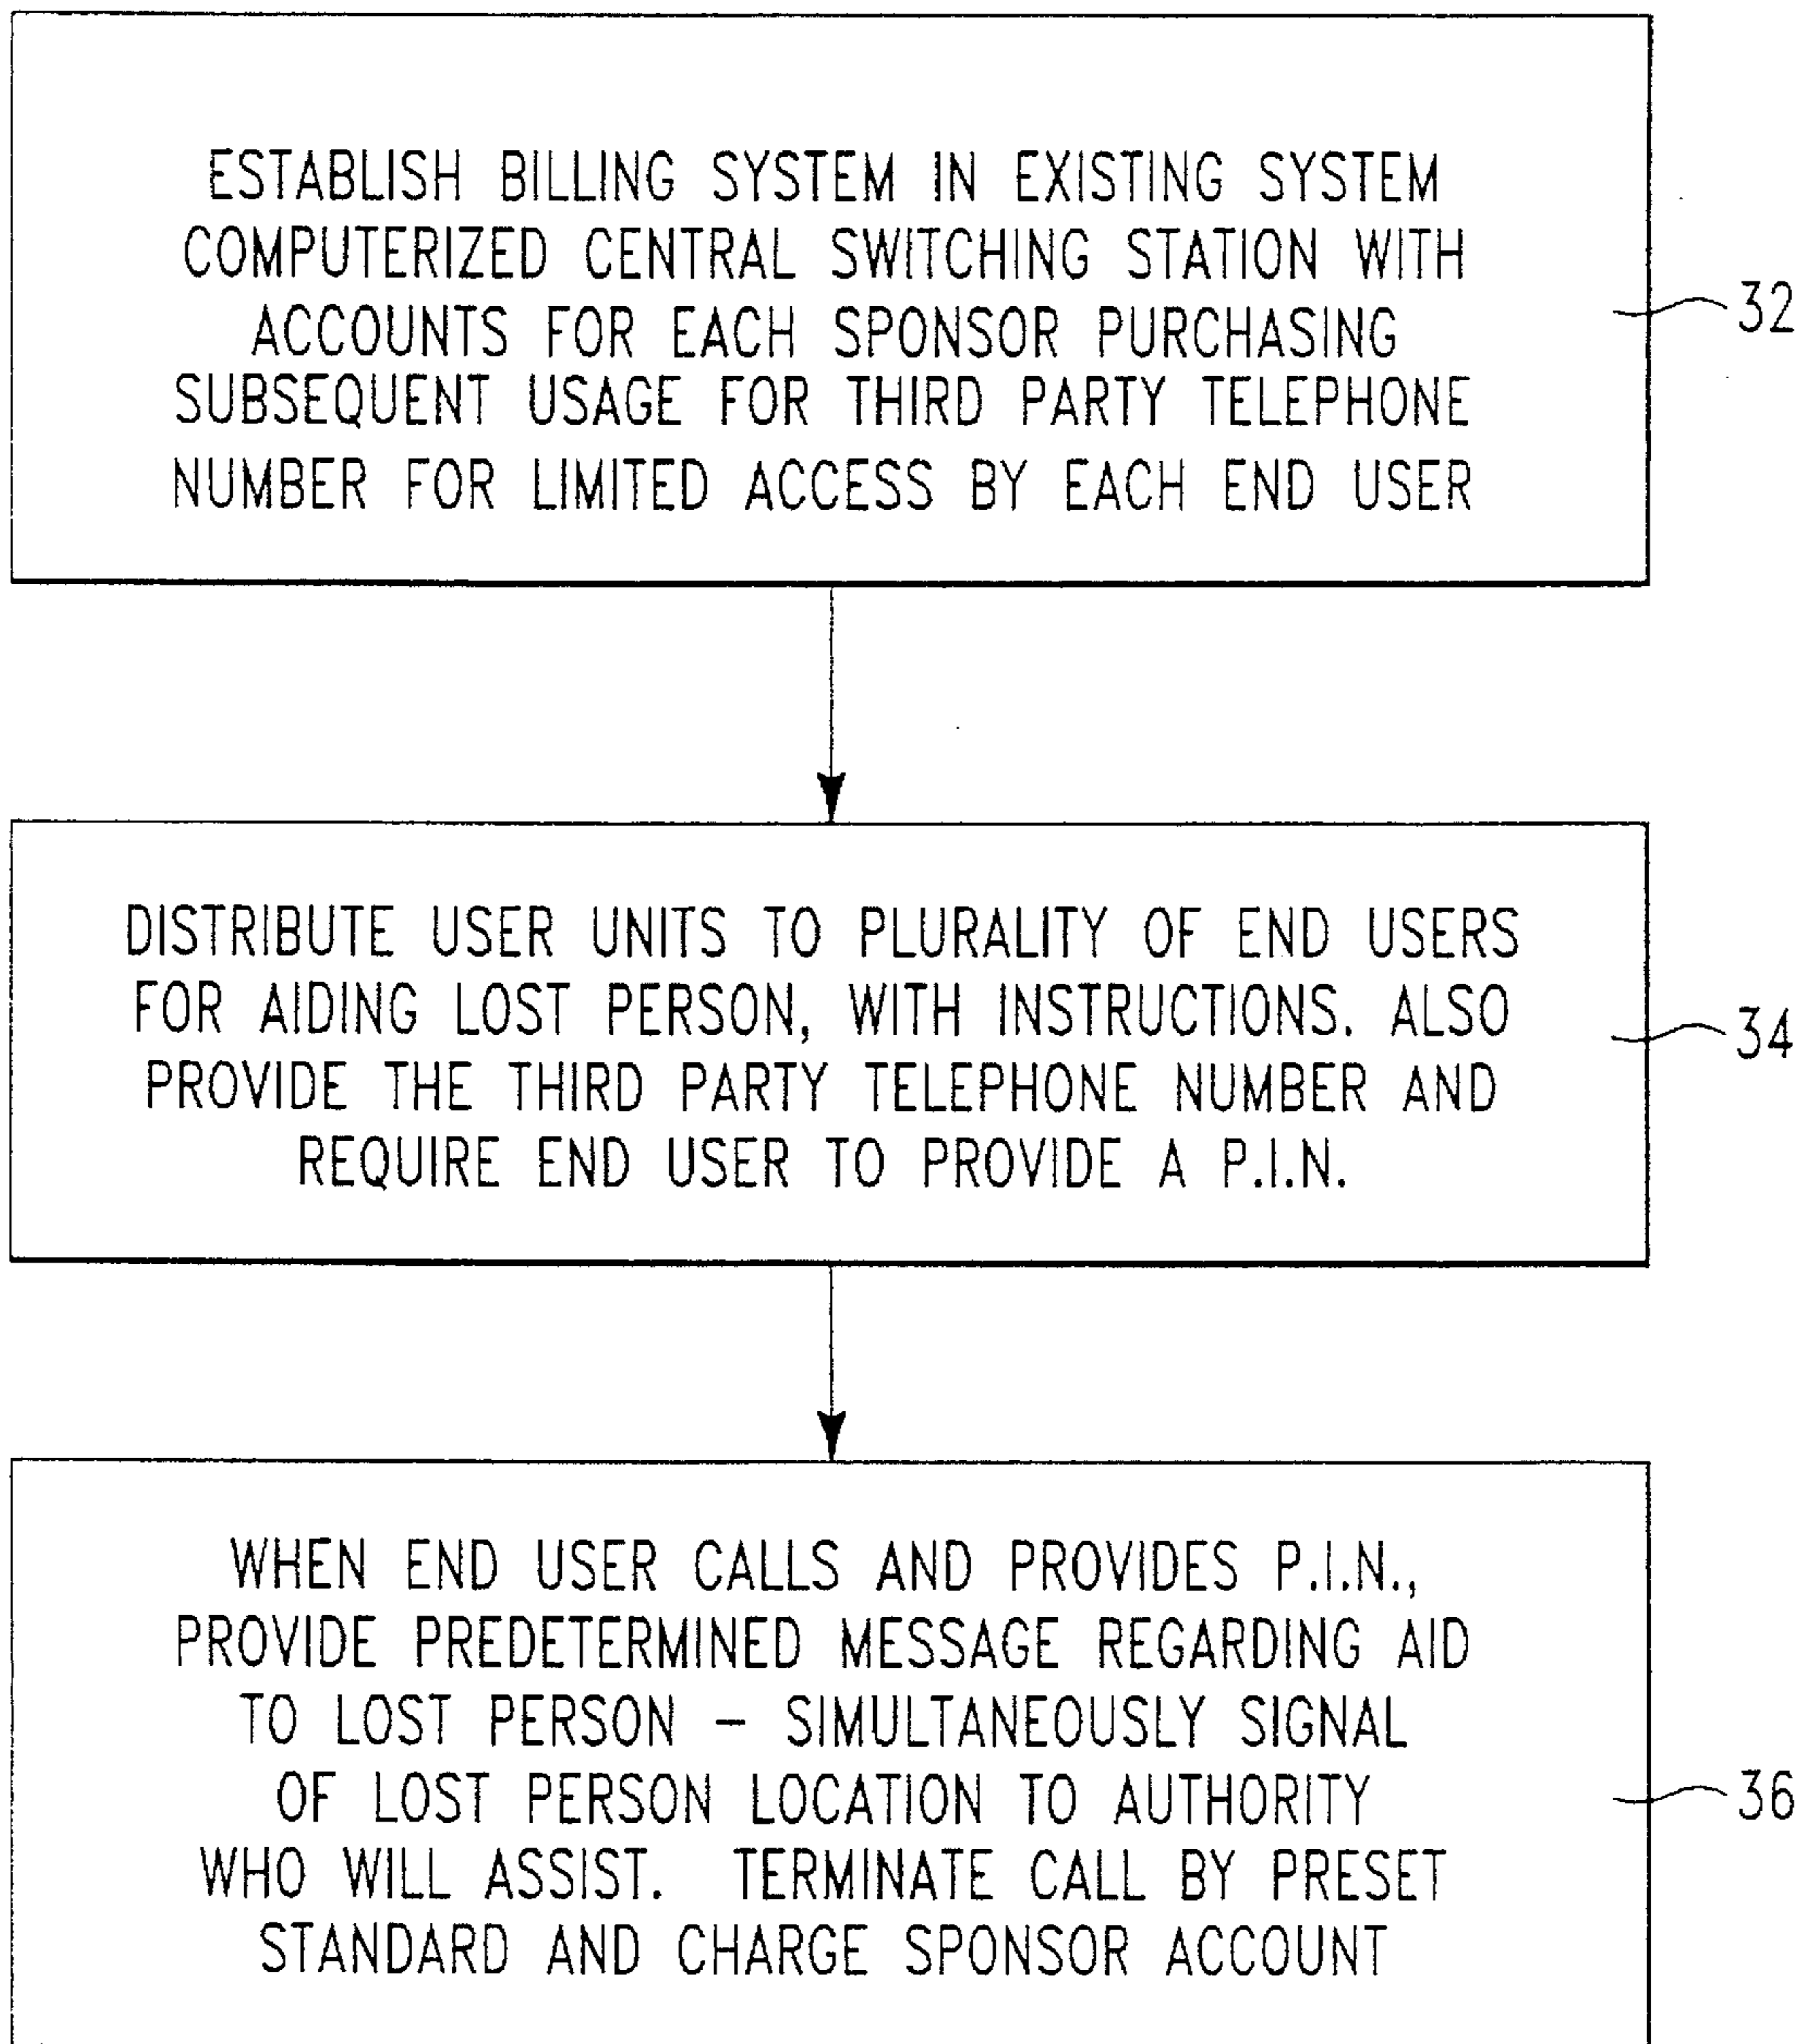 ESTABLISH BILLING SYSTEM IN EXISTING SYSTEM
COMPUTERIZED CENTRAL SWITCHING STATION WITH
ACCOUNTS FOR EACH SPONSOR PURCHASING
SUBSEQUENT USAGE FOR THIRD PARTY TELEPHONE
NUMBER FOR LIMITED ACCESS BY EACH END USER
32
DISTRIBUTE USER UNITS TO PLURALITY OF END USERS
FOR AIDING LOST PERSON, WITH INSTRUCTIONS. ALSO
PROVIDE THE THIRD PARTY TELEPHONE NUMBER AND
REQUIRE END USER TO PROVIDE A P.I.N.
34
WHEN END USER CALLS AND PROVIDES P.I.N.,
PROVIDE PREDETERMINED MESSAGE REGARDING AID
TO LOST PERSON – SIMULTANEOUSLY SIGNAL
OF LOST PERSON LOCATION TO AUTHORITY
WHO WILL ASSIST. TERMINATE CALL BY PRESET
STANDARD AND CHARGE SPONSOR ACCOUNT
36